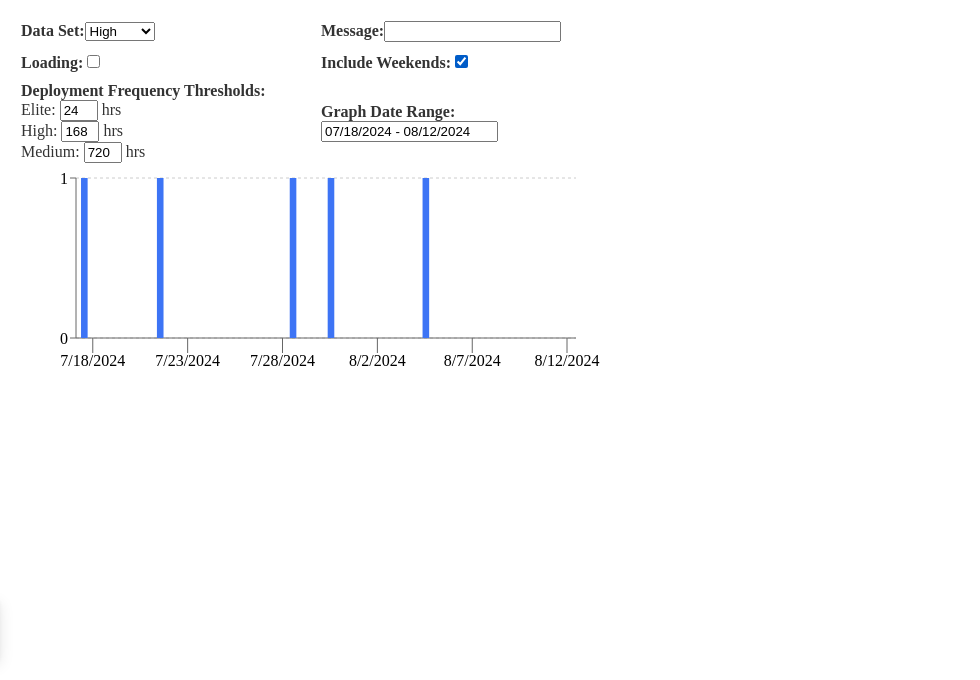 Data Set: High
Message:
Loading:
Include Weekends:
Deployment Frequency Thresholds:
Elite: 24 hrs
High: 168 hrs
Medium: 720 hrs
Graph Date Range:
07/18/2024 - 08/12/2024
1
0
7/18/2024 7/23/2024 7/28/2024 8/2/2024 8/7/2024 8/12/2024